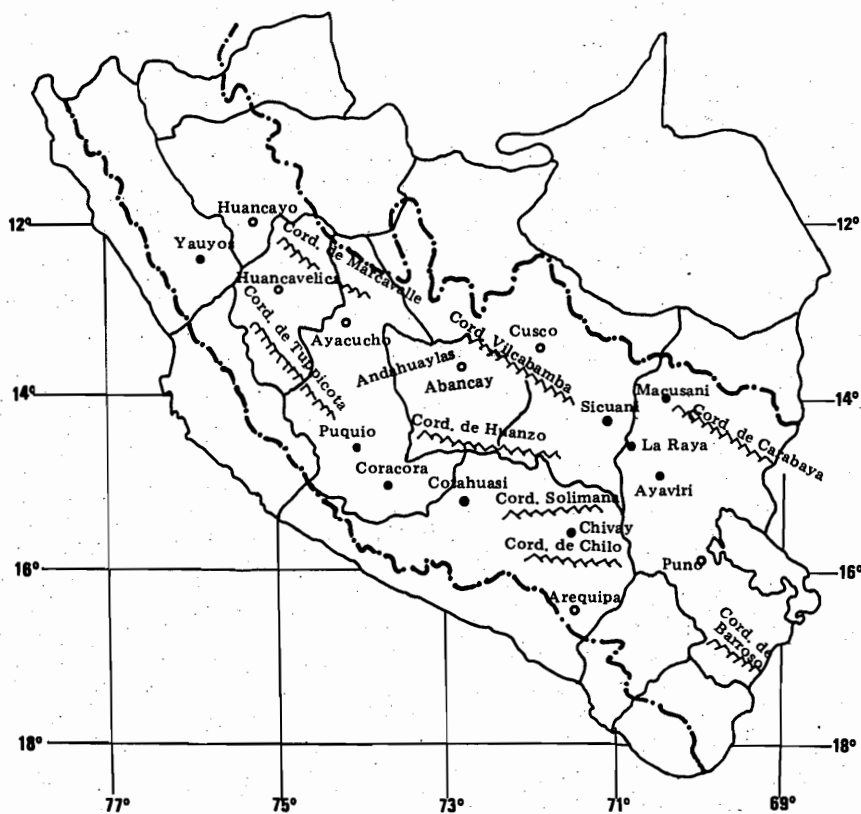 Huancayo
12°
12°
Yauyos
Cord. de Marcavalle
Huancavelica
Cord. de Tuppicota
Ayacucho
Cord. Vilcabamba
Cusco
Andahuaylas
Abancay
14°
14°
Macusani
Sicuani
Cord. de Carabaya
Cord. de Huanzo
Puquio
La Raya
Coracora
Cotahuasi
Ayaviri
Cord. Solimana
Chivay
Cord. de Chilo
16°
16°
Puno
Arequipa
Cord. de
Barroso
18°
18°
77°
75°
73°
71°
69°